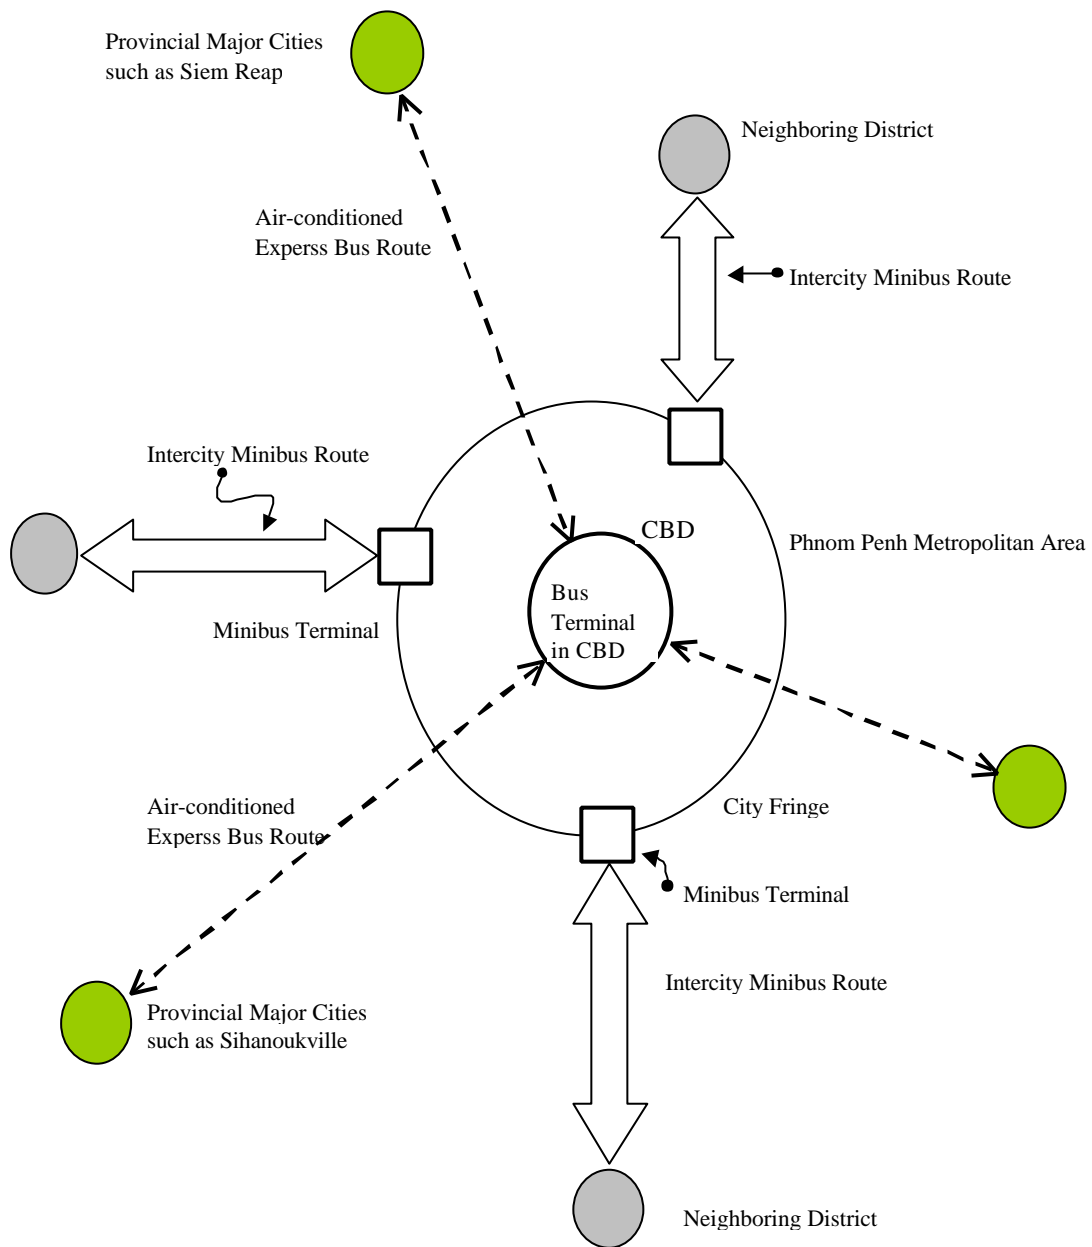 Provincial Major Cities
such as Siem Reap
Neighboring District
Air-conditioned
Experss Bus Route
Intercity Minibus Route
Intercity Minibus Route
CBD
Phnom Penh Metropolitan Area
Bus
Terminal
in CBD
Minibus Terminal
Air-conditioned
Experss Bus Route
City Fringe
Minibus Terminal
Intercity Minibus Route
Provincial Major Cities
such as Sihanoukville
Neighboring District